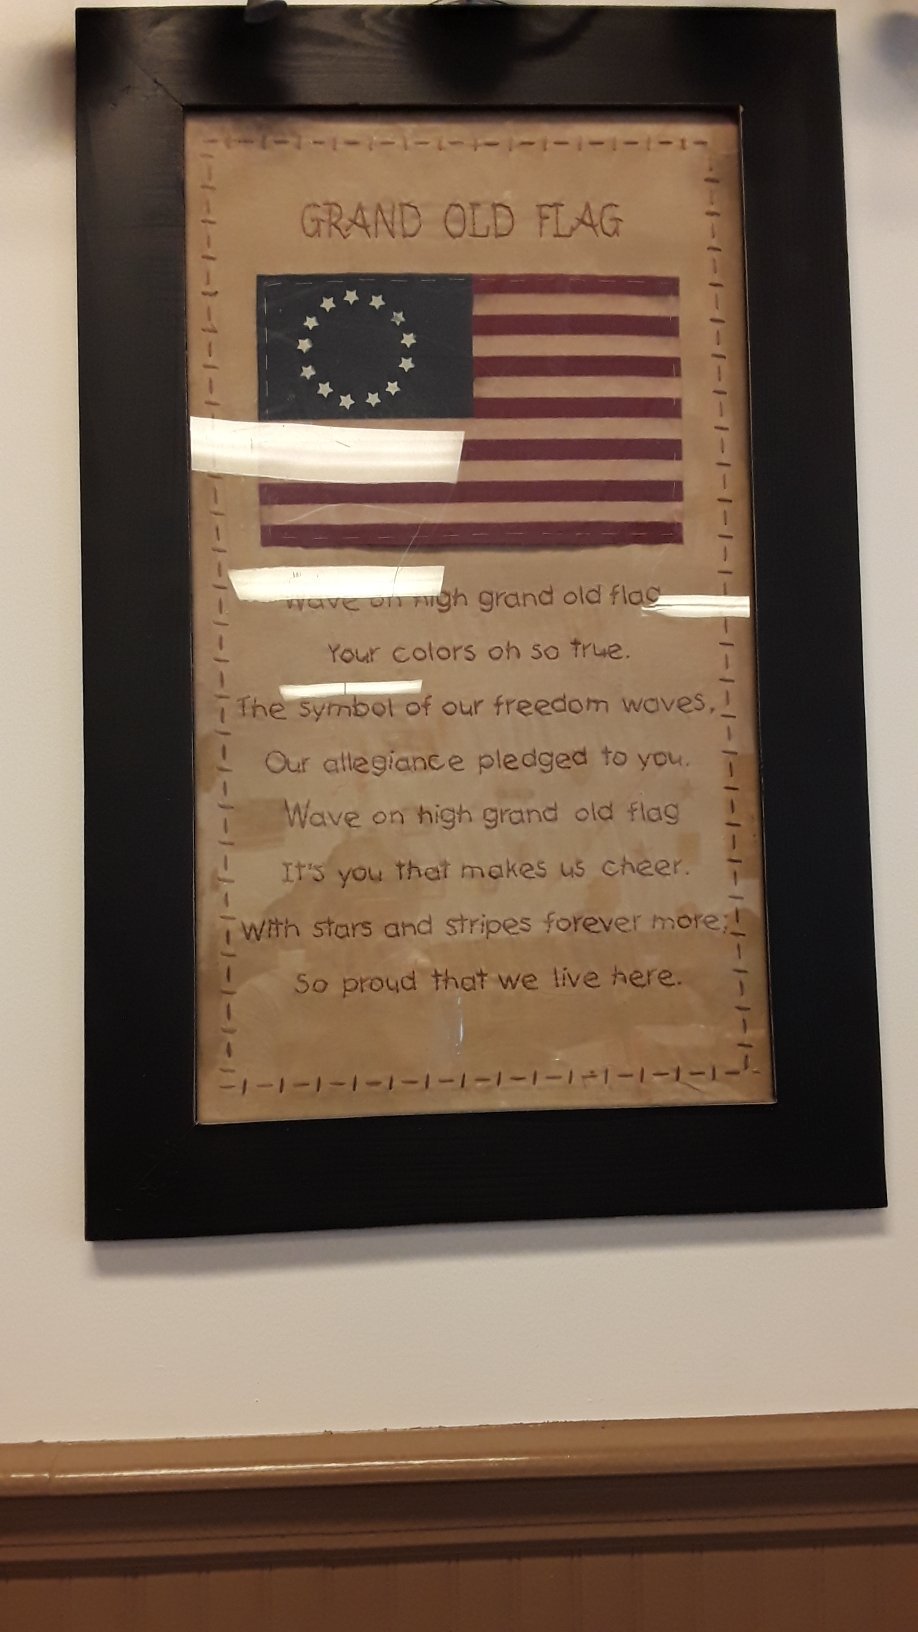 GRAND OLD FLAG
Wave on high grand old flag
Your colors oh so true.
The symbol of our freedom waves,
Our allegiance pledged to you.
Wave on high grand old flag
It's you that makes us cheer.
With stars and stripes forever more;
So proud that we live here.